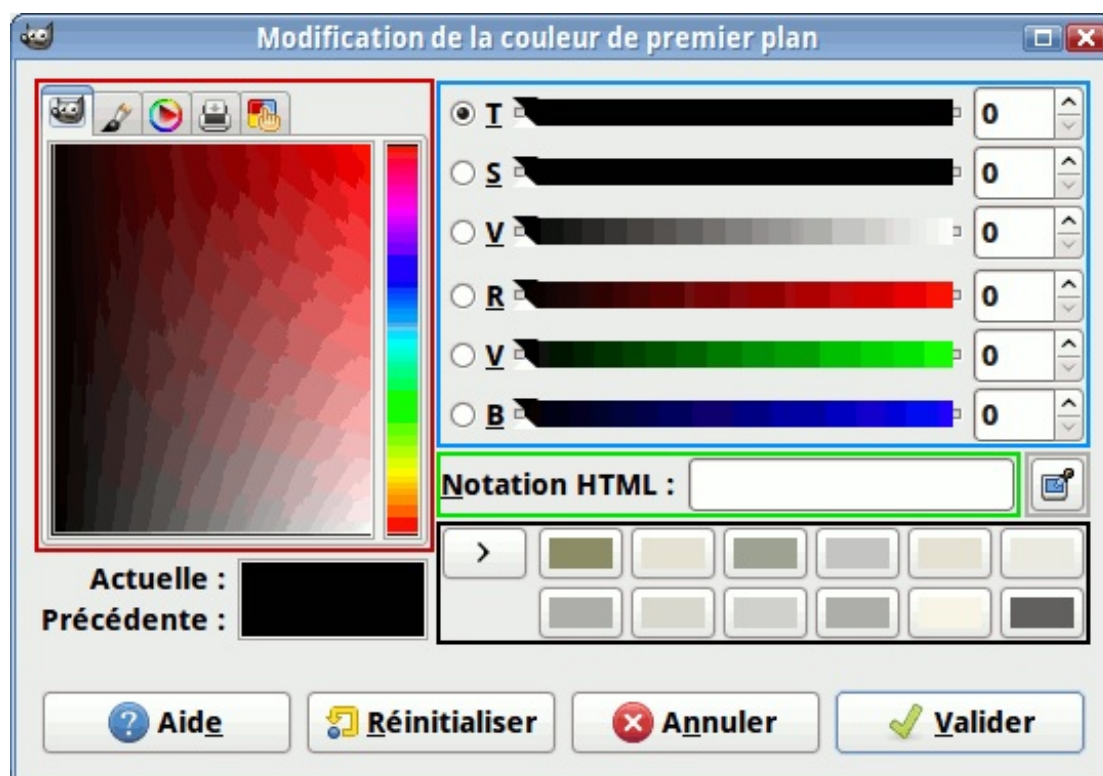 Modification de la couleur de premier plan
T 0
S 0
V 0
R 0
V 0
B 0
Notation HTML :
Actuelle :
Précédente :
Aide
Réinitialiser
Annuler
Valider